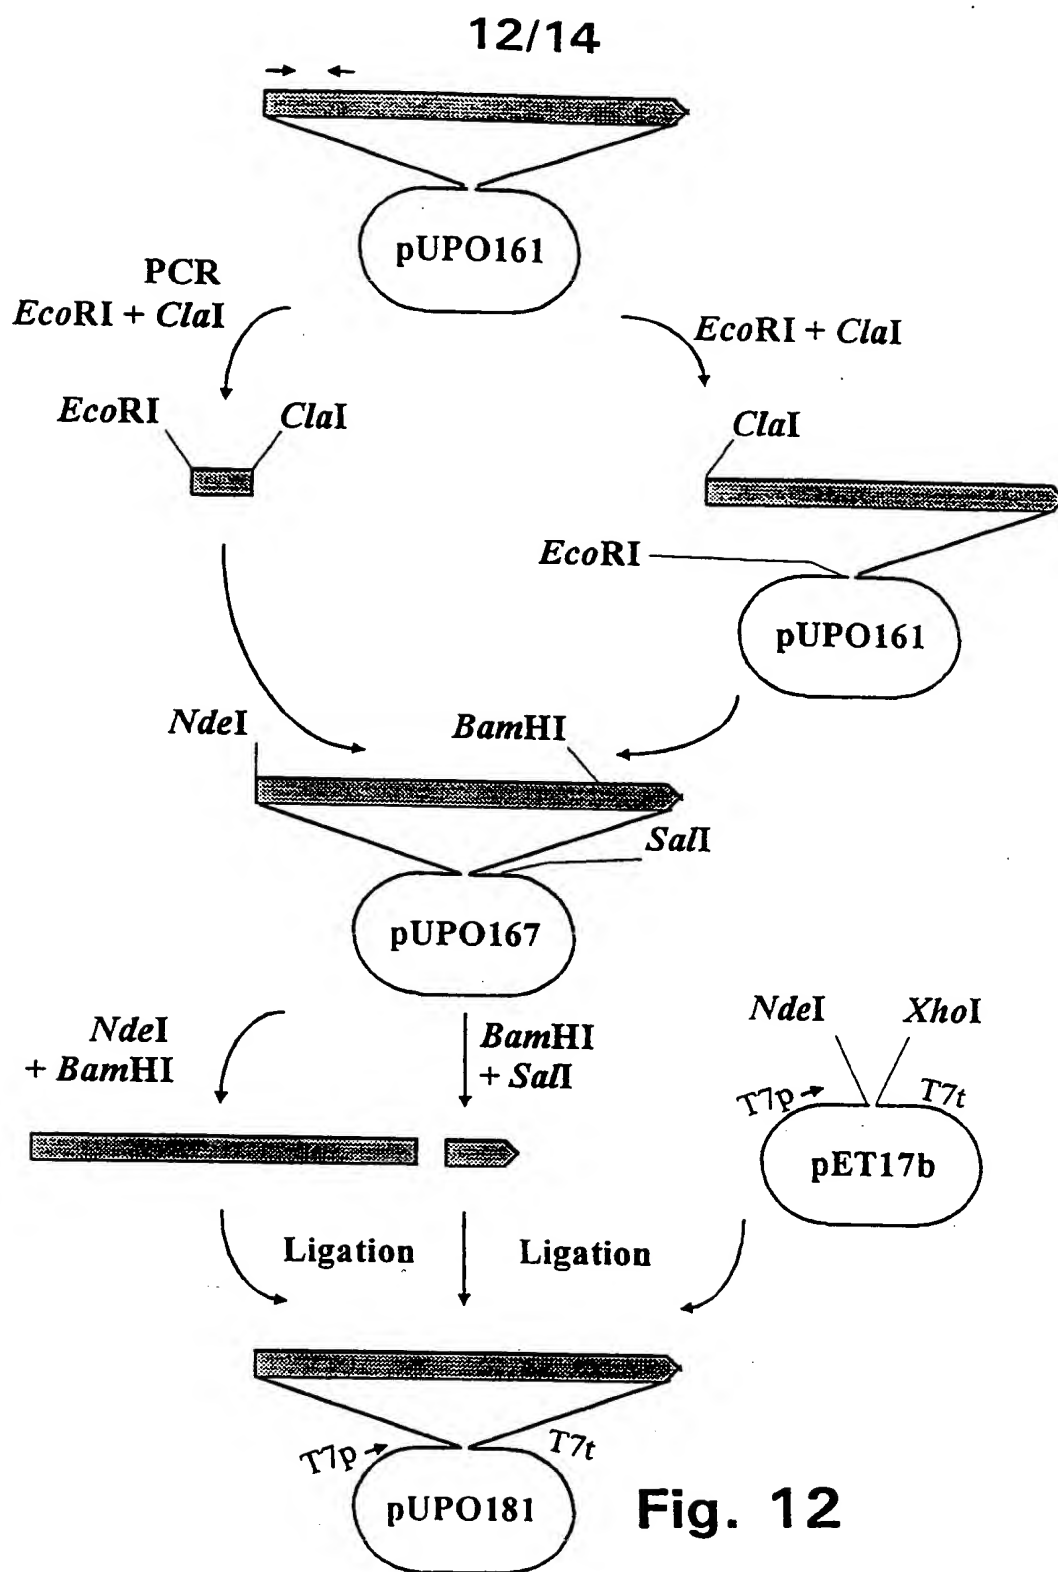 12/14
pUPO161
PCR
EcoRI + ClaI
EcoRI + ClaI
EcoRI
ClaI
ClaI
EcoRI
pUPO161
NdeI
BamHI
SalI
pUPO167
NdeI
+ BamHI
BamHI
+ SalI
NdeI
XhoI
T7p
T7t
pET17b
Ligation
Ligation
T7p
T7t
pUPO181
Fig. 12